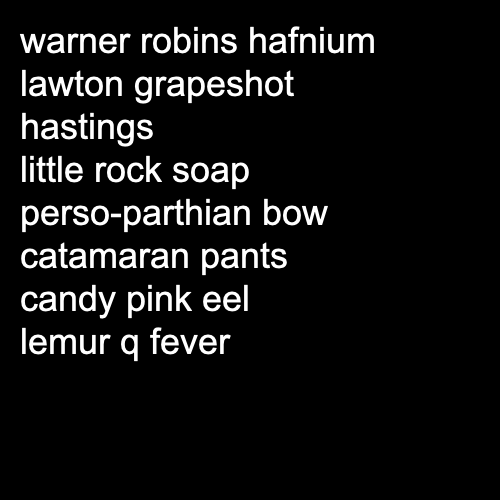 warner robins hafnium
lawton grapeshot
hastings
little rock soap
perso-parthian bow
catamaran pants
candy pink eel
lemur q fever